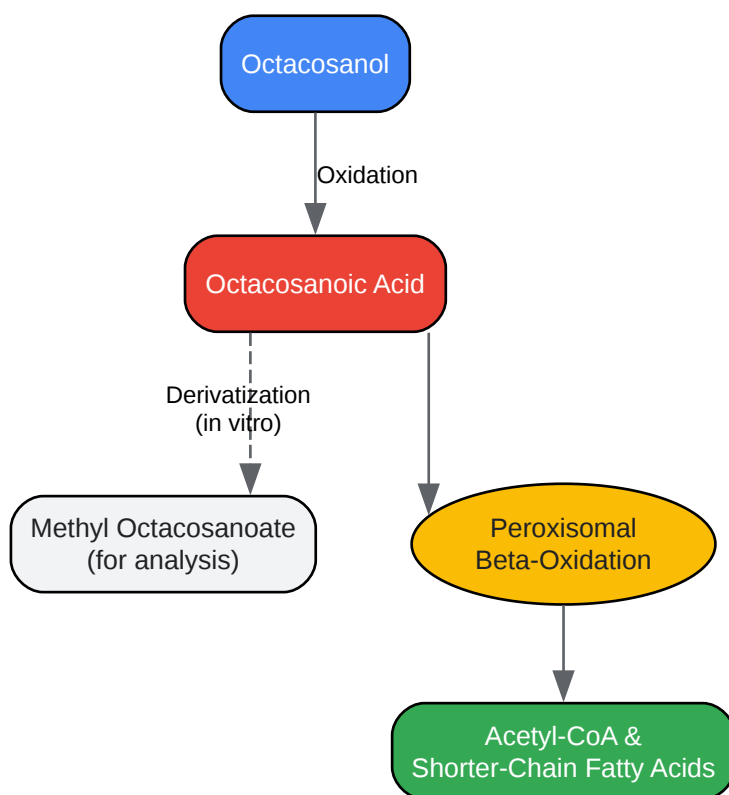 Octacosanol
Oxidation
Octacosanoic Acid
Derivatization
(in vitro)
Methyl Octacosanoate
(for analysis)
Peroxisomal
Beta-Oxidation
Acetyl-CoA &
Shorter-Chain Fatty Acids